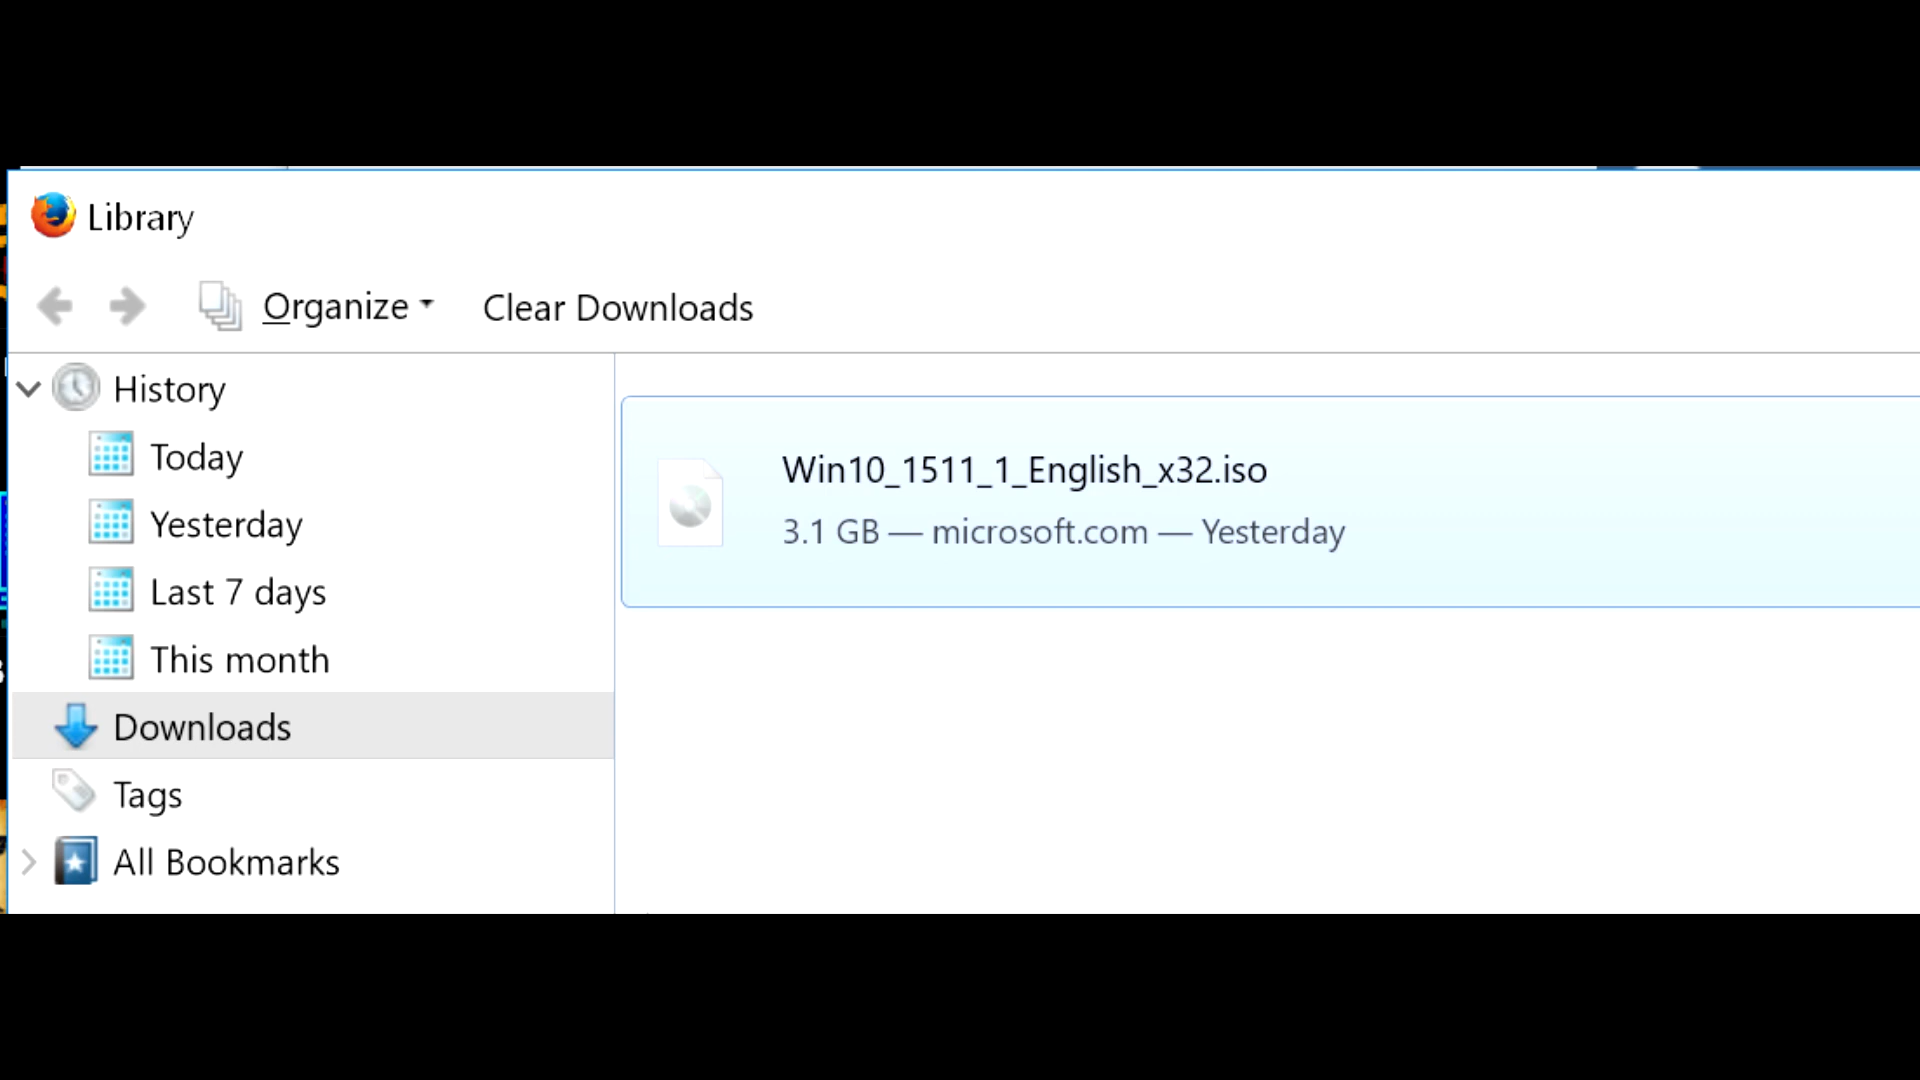 Library
Organize
Clear Downloads
History
Today
Yesterday
Last 7 days
This month
Downloads
Tags
All Bookmarks
Win10_1511_1_English_x32.iso
3.1 GB — microsoft.com — Yesterday